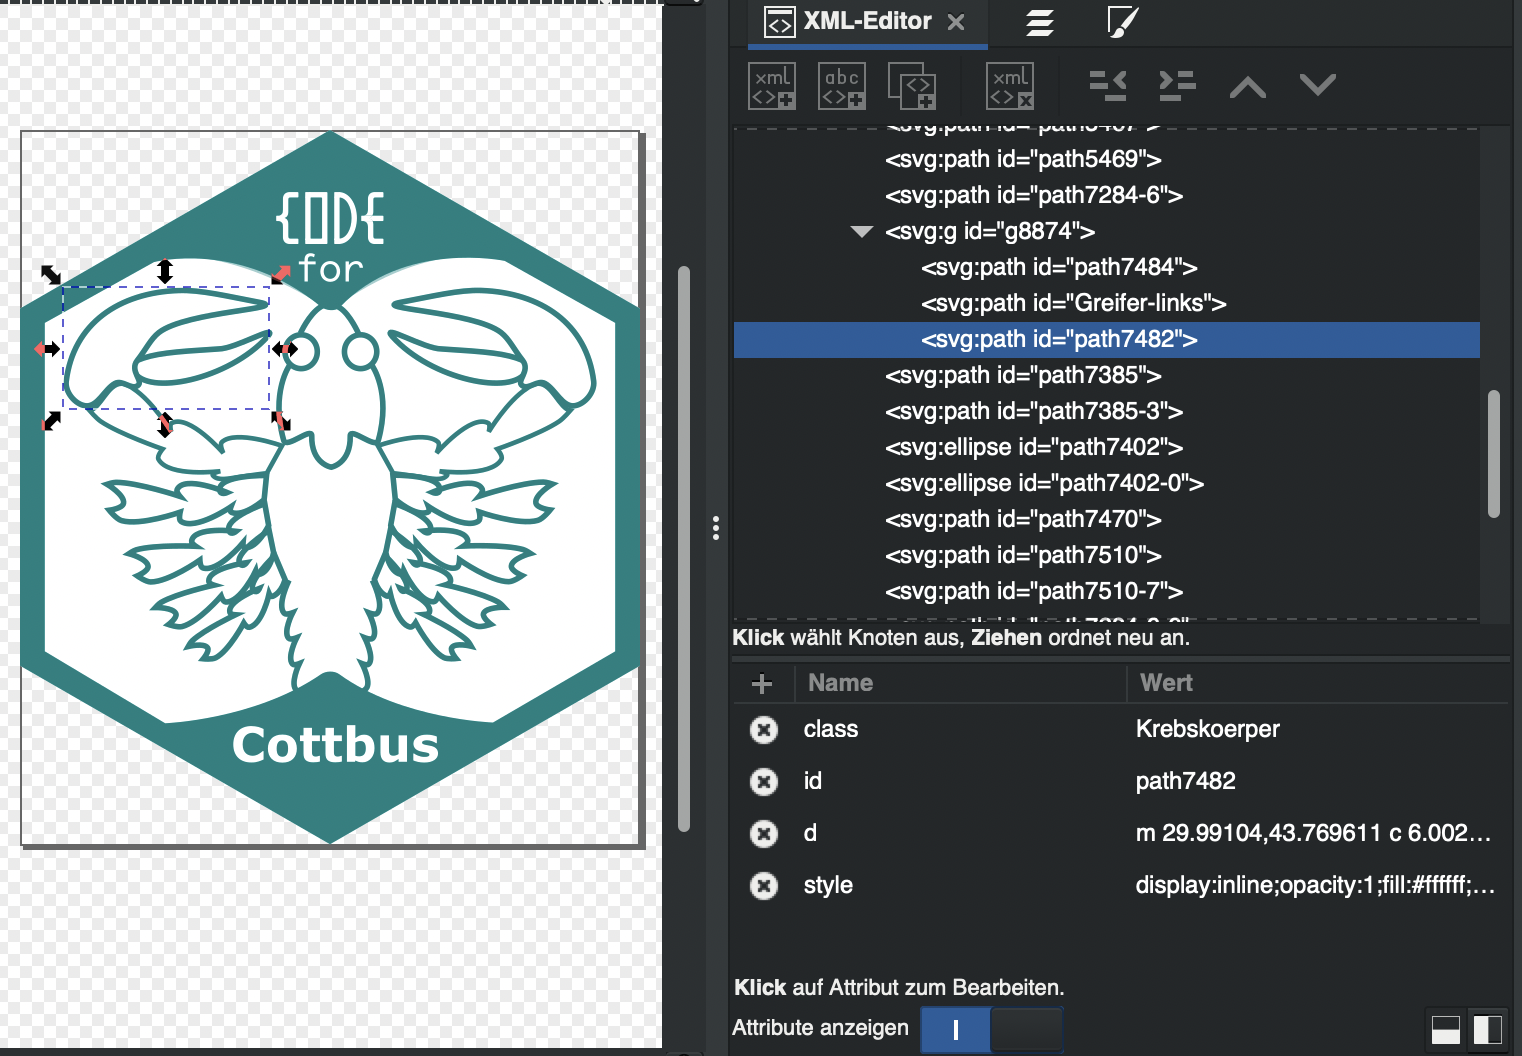 XML-Editor
xml
abc
xml
<svg:path id="path5469">
<svg:path id="path7284-6">
<svg:g id="g8874">
<svg:path id="path7484">
<svg:path id="Greifer-links">
<svg:path id="path7482">
<svg:path id="path7385">
<svg:path id="path7385-3">
<svg:ellipse id="path7402">
<svg:ellipse id="path7402-0">
<svg:path id="path7470">
<svg:path id="path7510">
<svg:path id="path7510-7">
Klick wählt Knoten aus, Ziehen ordnet neu an.
Name Wert
class Krebskoerper
id path7482
d m 29.99104,43.769611 c 6.002...
style display:inline;opacity:1;fill:#ffffff;...
Klick auf Attribut zum Bearbeiten.
Attribute anzeigen
CODE
for
Cottbus